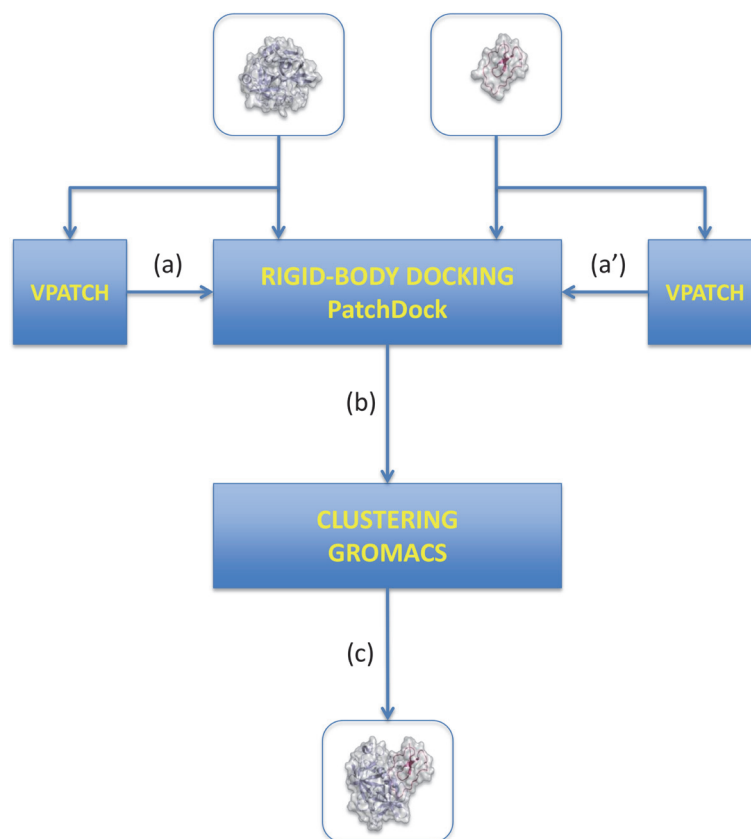 (a)
(a’)
VPATCH
RIGID-BODY DOCKING
PatchDock
VPATCH
(b)
CLUSTERING
GROMACS
(c)